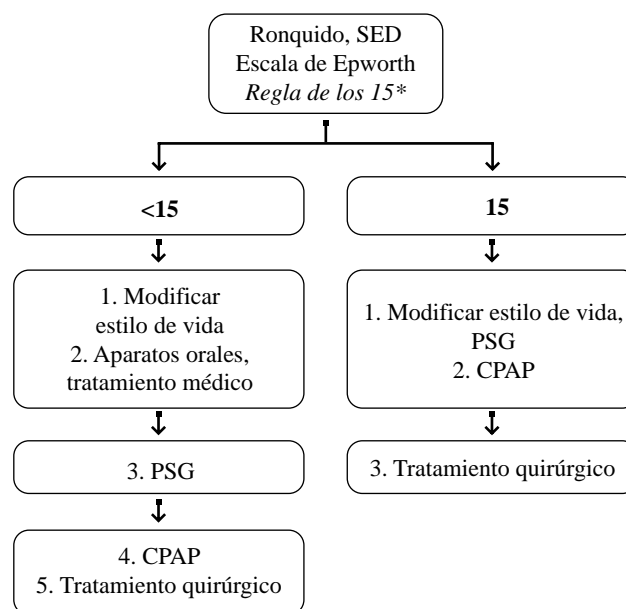 Ronquido, SED
Escala de Epworth
Regla de los 15*
<15
15
1. Modificar
estilo de vida
2. Aparatos orales,
tratamiento médico
1. Modificar estilo de vida,
PSG
2. CPAP
3. PSG
3. Tratamiento quirúrgico
4. CPAP
5. Tratamiento quirúrgico